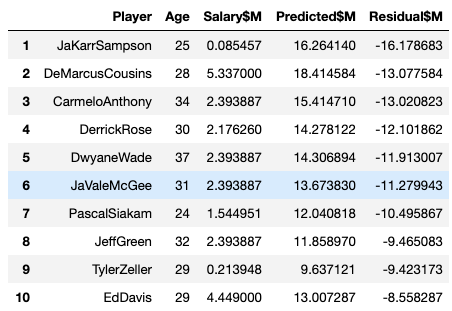 Player Age Salary$M Predicted$M Residual$M
1 JaKarrSampson 25 0.085457 16.264140 -16.178683
2 DeMarcusCousins 28 5.337000 18.414584 -13.077584
3 CarmeloAnthony 34 2.393887 15.414710 -13.020823
4 DerrickRose 30 2.176260 14.278122 -12.101862
5 DwyaneWade 37 2.393887 14.306894 -11.913007
6 JaValeMcGee 31 2.393887 13.673830 -11.279943
7 PascalSiakam 24 1.544951 12.040818 -10.495867
8 JeffGreen 32 2.393887 11.858970 -9.465083
9 TylerZeller 29 0.213948 9.637121 -9.423173
10 EdDavis 29 4.449000 13.007287 -8.558287